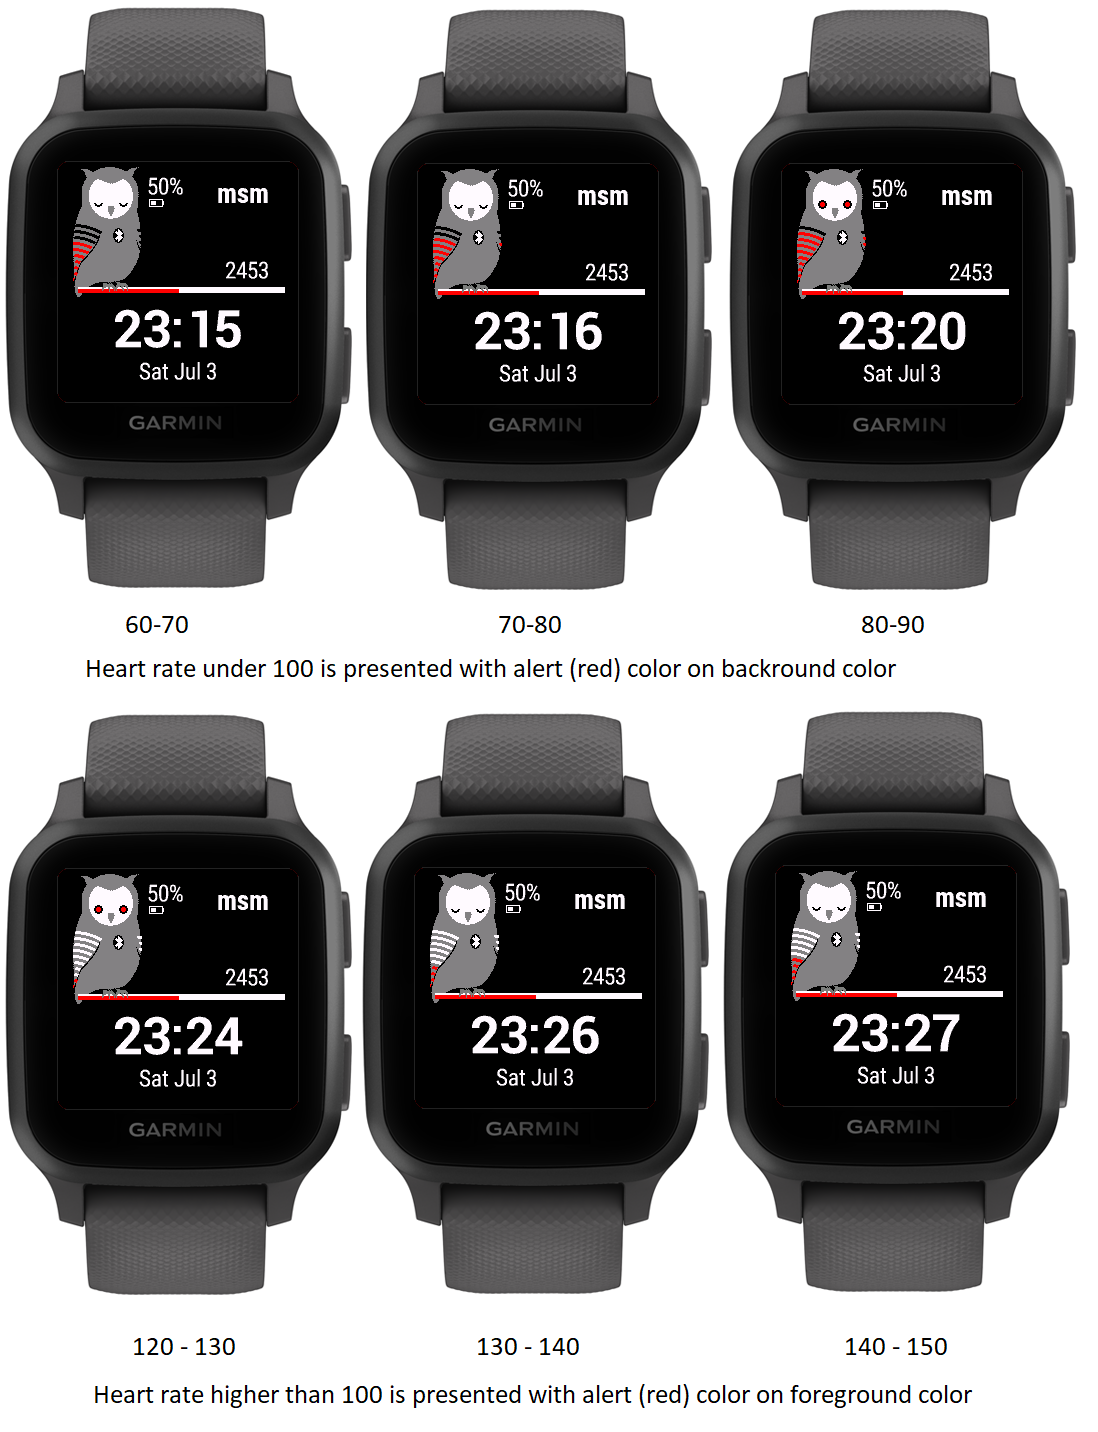 50% msm
2453
23:15
Sat Jul 3
GARMIN
50% msm
2453
23:16
Sat Jul 3
GARMIN
50% msm
2453
23:20
Sat Jul 3
GARMIN
60-70
70-80
80-90
Heart rate under 100 is presented with alert (red) color on backround color
50% msm
2453
23:24
Sat Jul 3
GARMIN
50% msm
2453
23:26
Sat Jul 3
GARMIN
50% msm
2453
23:27
Sat Jul 3
GARMIN
120 - 130
130 - 140
140 - 150
Heart rate higher than 100 is presented with alert (red) color on foreground color